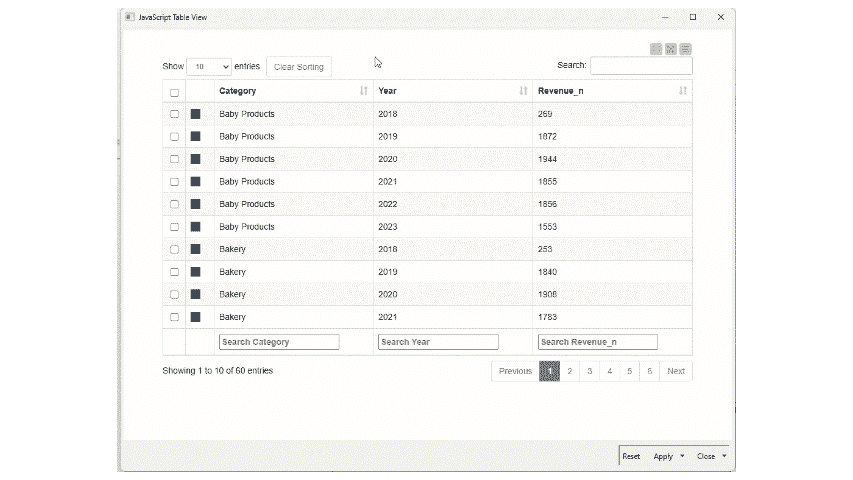 JavaScript Table View
Show 10 entries Clear Sorting Search:
Category Year Revenue_n
Baby Products 2018 269
Baby Products 2019 1872
Baby Products 2020 1944
Baby Products 2021 1855
Baby Products 2022 1856
Baby Products 2023 1553
Bakery 2018 253
Bakery 2019 1840
Bakery 2020 1908
Bakery 2021 1783
Search Category Search Year Search Revenue_n
Showing 1 to 10 of 60 entries Previous 1 2 3 4 5 6 Next
Reset Apply Close